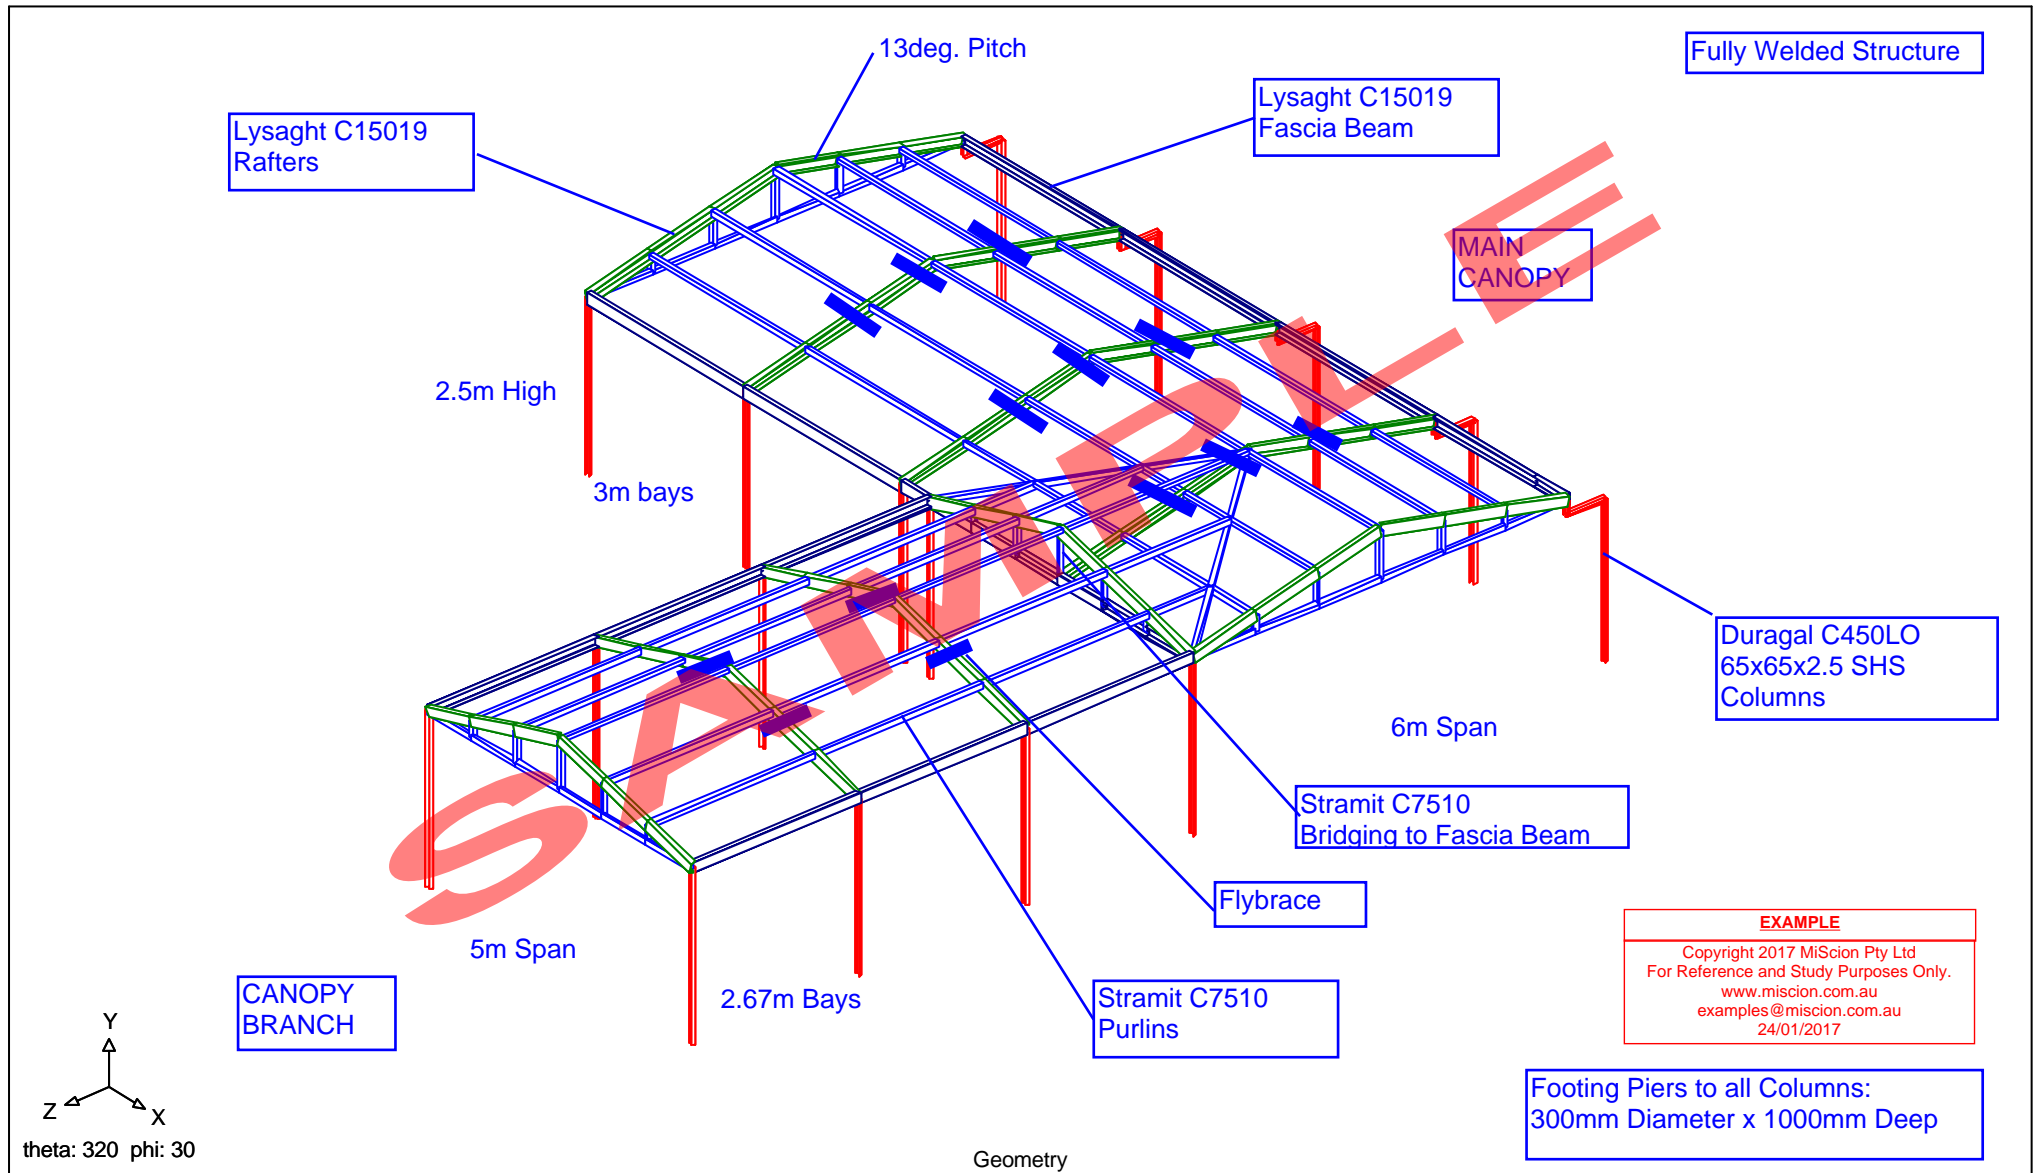 13deg. Pitch
Fully Welded Structure
Lysaght C15019
Rafters
Lysaght C15019
Fascia Beam
MAIN
CANOPY
2.5m High
3m bays
SAMPLE
Duragal C450LO
65x65x2.5 SHS
Columns
6m Span
Stramit C7510
Bridging to Fascia Beam
Flybrace
5m Span
CANOPY
BRANCH
2.67m Bays
Stramit C7510
Purlins
EXAMPLE
Copyright 2017 MiScion Pty Ltd
For Reference and Study Purposes Only.
www.miscion.com.au
examples@miscion.com.au
24/01/2017
Footing Piers to all Columns:
300mm Diameter x 1000mm Deep
Y
Z
X
theta: 320 phi: 30
Geometry